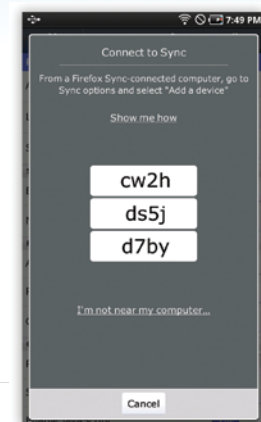 7:49 PM
Connect to Sync
From a Firefox Sync-connected computer, go to
Sync options and select "Add a device"
Show me how
cw2h
ds5j
d7by
I'm not near my computer...
Cancel